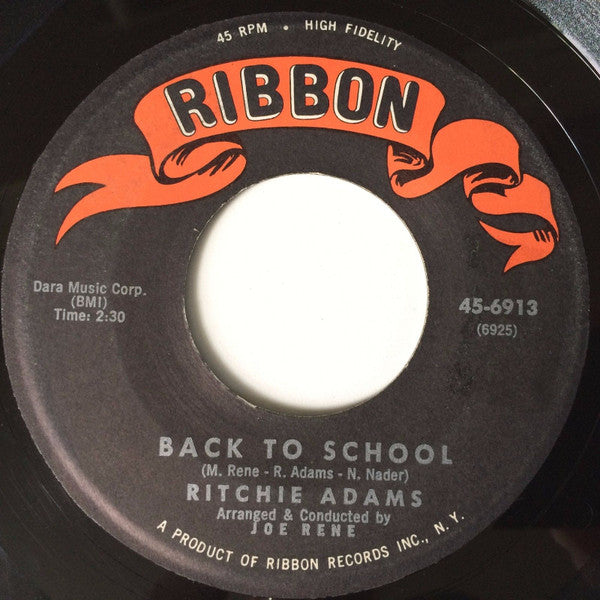 45 RPM • HIGH FIDELITY
RIBBON
Dara Music Corp.
(BMI)
Time: 2:30
45-6913
(6925)
BACK TO SCHOOL
(M. Rene - R. Adams - N. Nader)
RITCHIE ADAMS
Arranged & Conducted by
JOE RENE
A PRODUCT OF RIBBON RECORDS INC., N. Y.